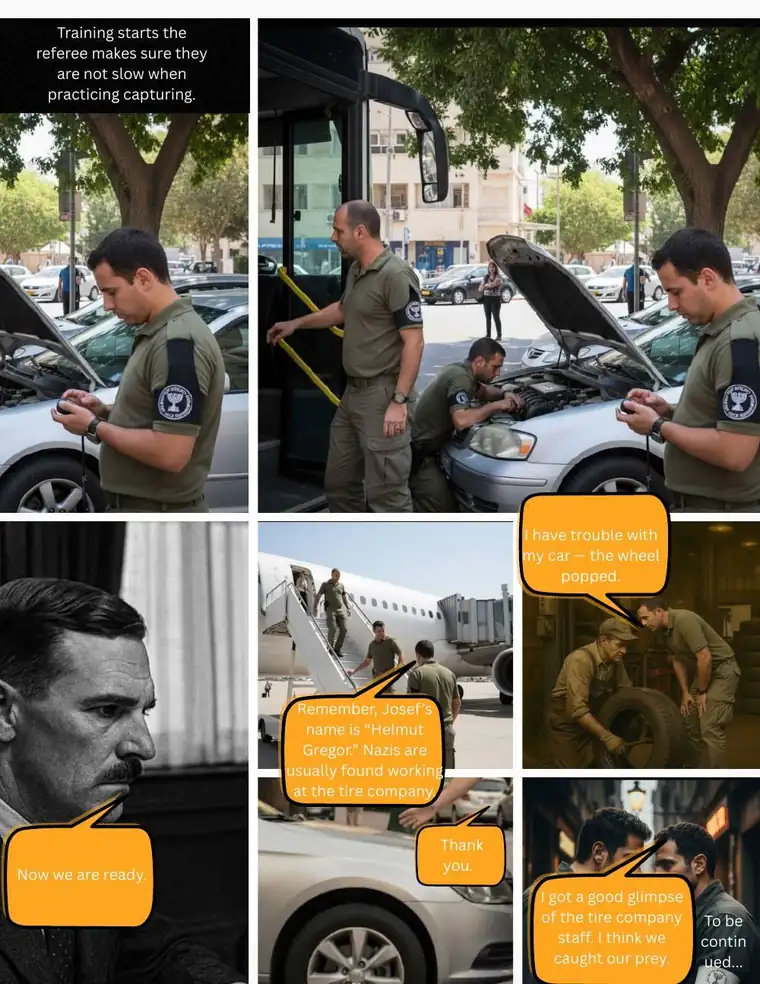 Training starts the
referee makes sure they
are not slow when
practicing capturing.
I have trouble with
my car — the wheel
popped.
Now we are ready.
Remember, Josef's
name is "Helmut
Gregor." Nazis are
usually found working
at the tire company.
Thank
you.
I got a good glimpse
of the tire company
staff. I think we
caught our prey.
To be
contin
ued...